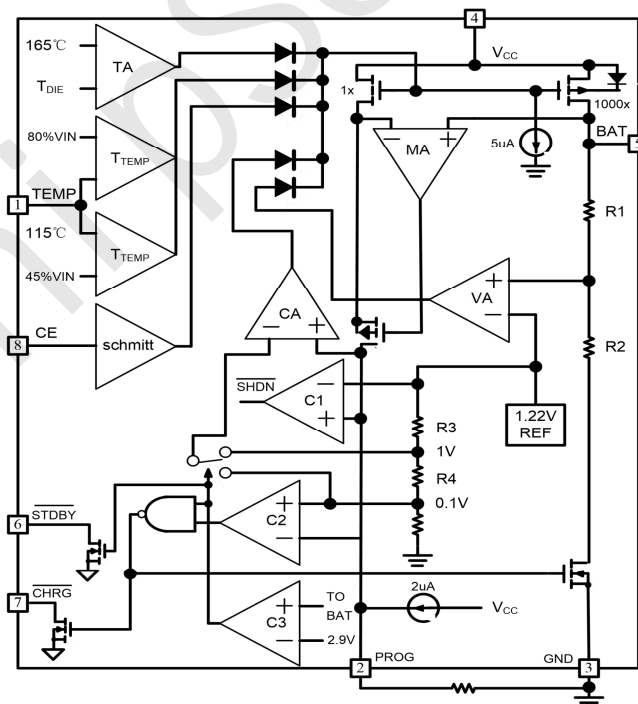 4
165℃
TA
VCC
TDIE
1x
1000x
MA
5uA
BAT
5
80%VIN
TTEMP
1
TEMP
R1
115℃
TTEMP
45%VIN
VA
CA
8
CE
schmitt
R2
SHDN
C1
R3
1.22V
REF
1V
R4
0.1V
6
STDBY
C2
7
CHRG
2uA
VCC
C3
TO
BAT
2.9V
2
PROG
GND
3